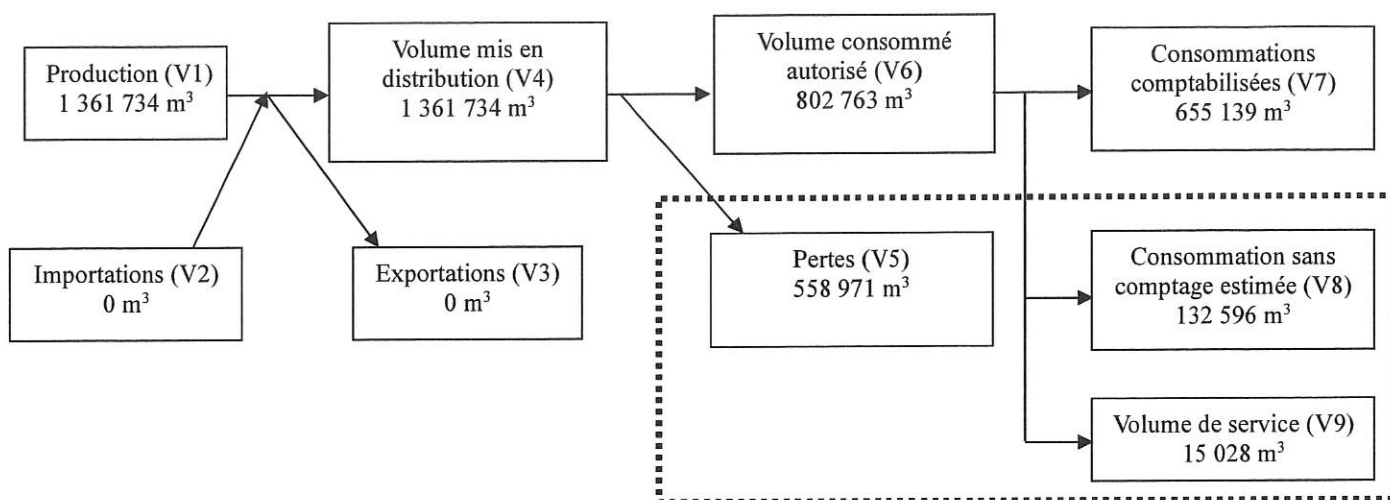 Production (V1)
1 361 734 m³
Volume mis en
distribution (V4)
1 361 734 m³
Volume consommé
autorisé (V6)
802 763 m³
Consommations
comptabilisées (V7)
655 139 m³
Importations (V2)
0 m³
Exportations (V3)
0 m³
Pertes (V5)
558 971 m³
Consommation sans
comptage estimée (V8)
132 596 m³
Volume de service (V9)
15 028 m³